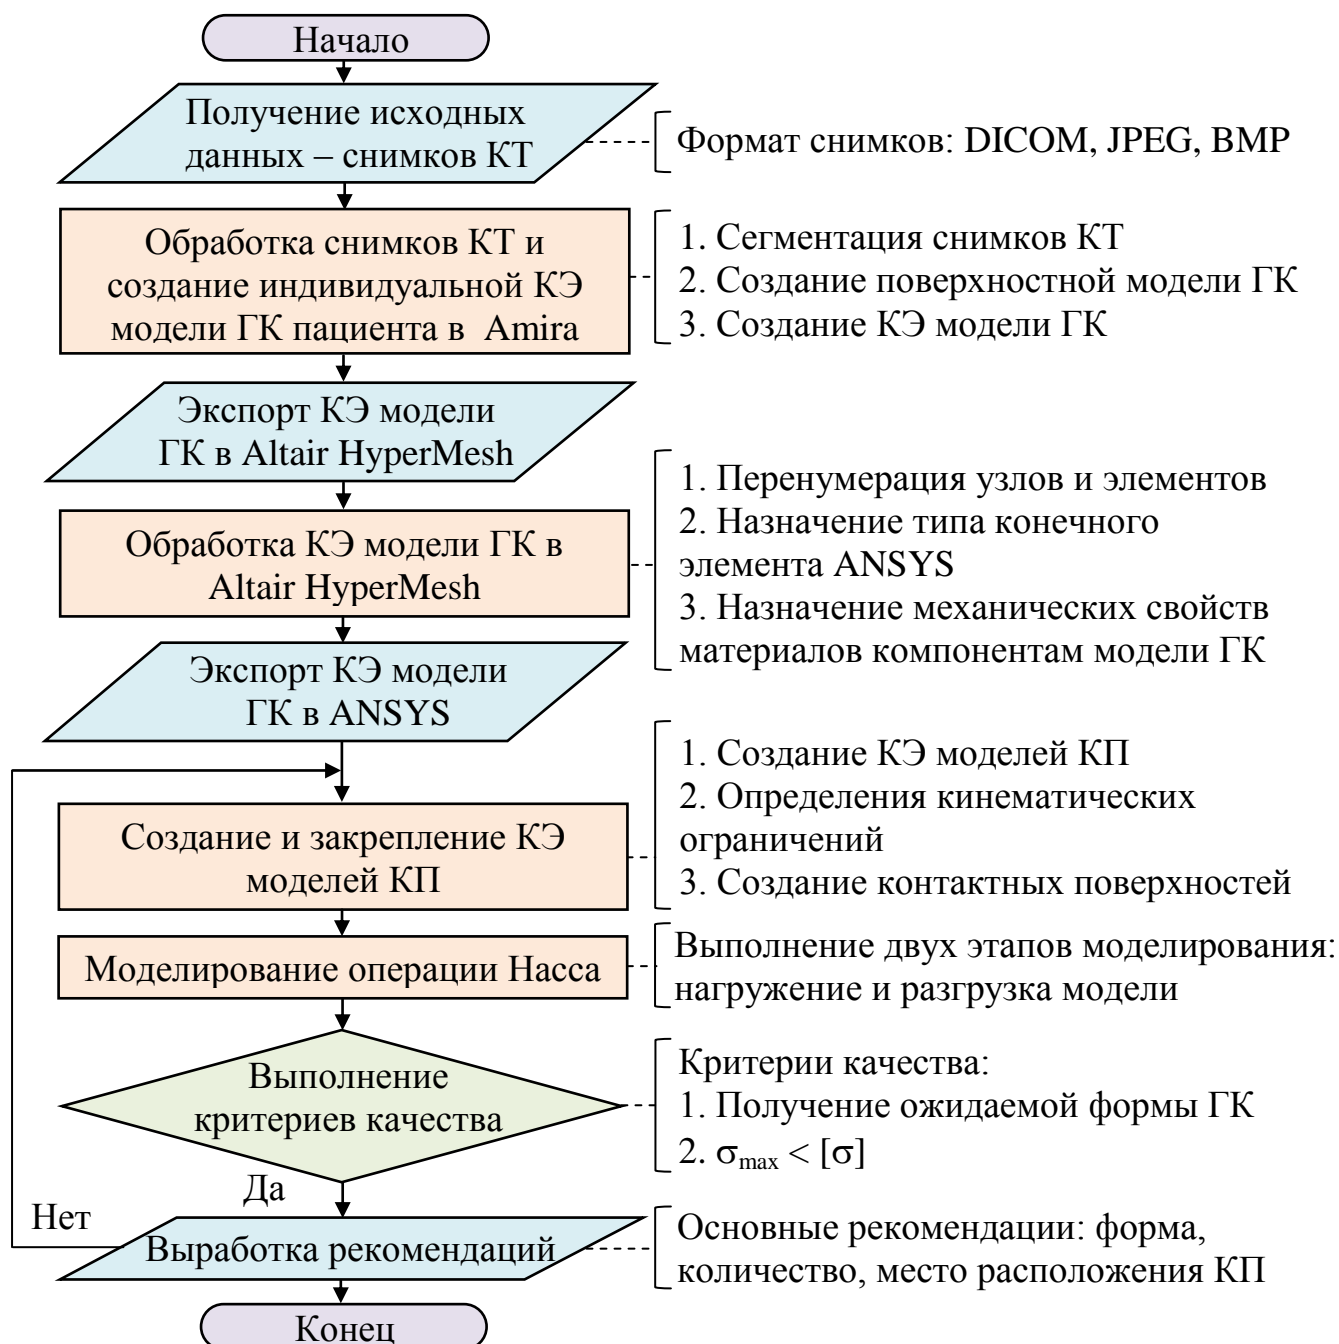 Начало
Получение исходных
данных – снимков КТ
Формат снимков: DICOM, JPEG, BMP
Обработка снимков КТ и
создание индивидуальной КЭ
модели ГК пациента в Amira
1. Сегментация снимков КТ
2. Создание поверхностной модели ГК
3. Создание КЭ модели ГК
Экспорт КЭ модели
ГК в Altair HyperMesh
Обработка КЭ модели ГК в
Altair HyperMesh
1. Перенумерация узлов и элементов
2. Назначение типа конечного
элемента ANSYS
3. Назначение механических свойств
материалов компонентам модели ГК
Экспорт КЭ модели
ГК в ANSYS
Создание и закрепление КЭ
моделей КП
1. Создание КЭ моделей КП
2. Определения кинематических
ограничений
3. Создание контактных поверхностей
Моделирование операции Насса
Выполнение двух этапов моделирования:
нагружение и разгрузка модели
Выполнение
критериев качества
Критерии качества:
1. Получение ожидаемой формы ГК
2. σmax < [σ]
Да
Нет
Выработка рекомендаций
Основные рекомендации: форма,
количество, место расположения КП
Конец